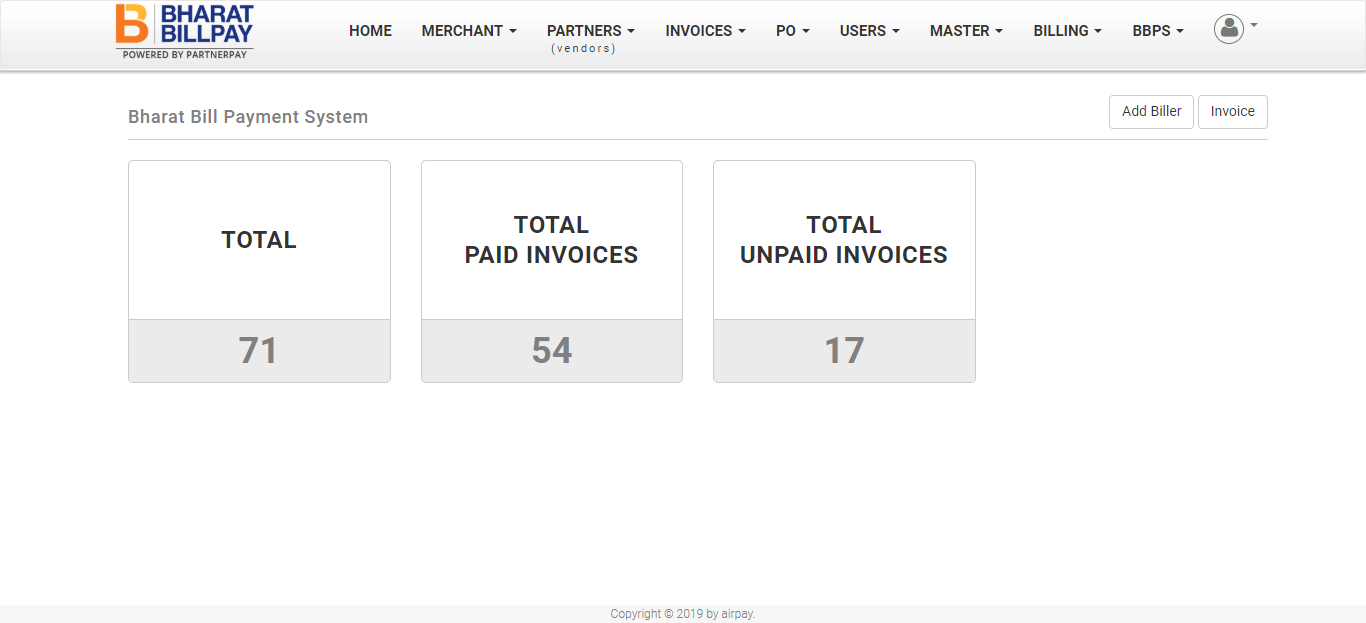 BHARAT
BILLPAY
POWERED BY PARTNERPAY
HOME MERCHANT PARTNERS INVOICES PO USERS MASTER BILLING BBPS
(vendors)
Bharat Bill Payment System
Add Biller Invoice
TOTAL
71
TOTAL
PAID INVOICES
54
TOTAL
UNPAID INVOICES
17
Copyright © 2019 by airpay.